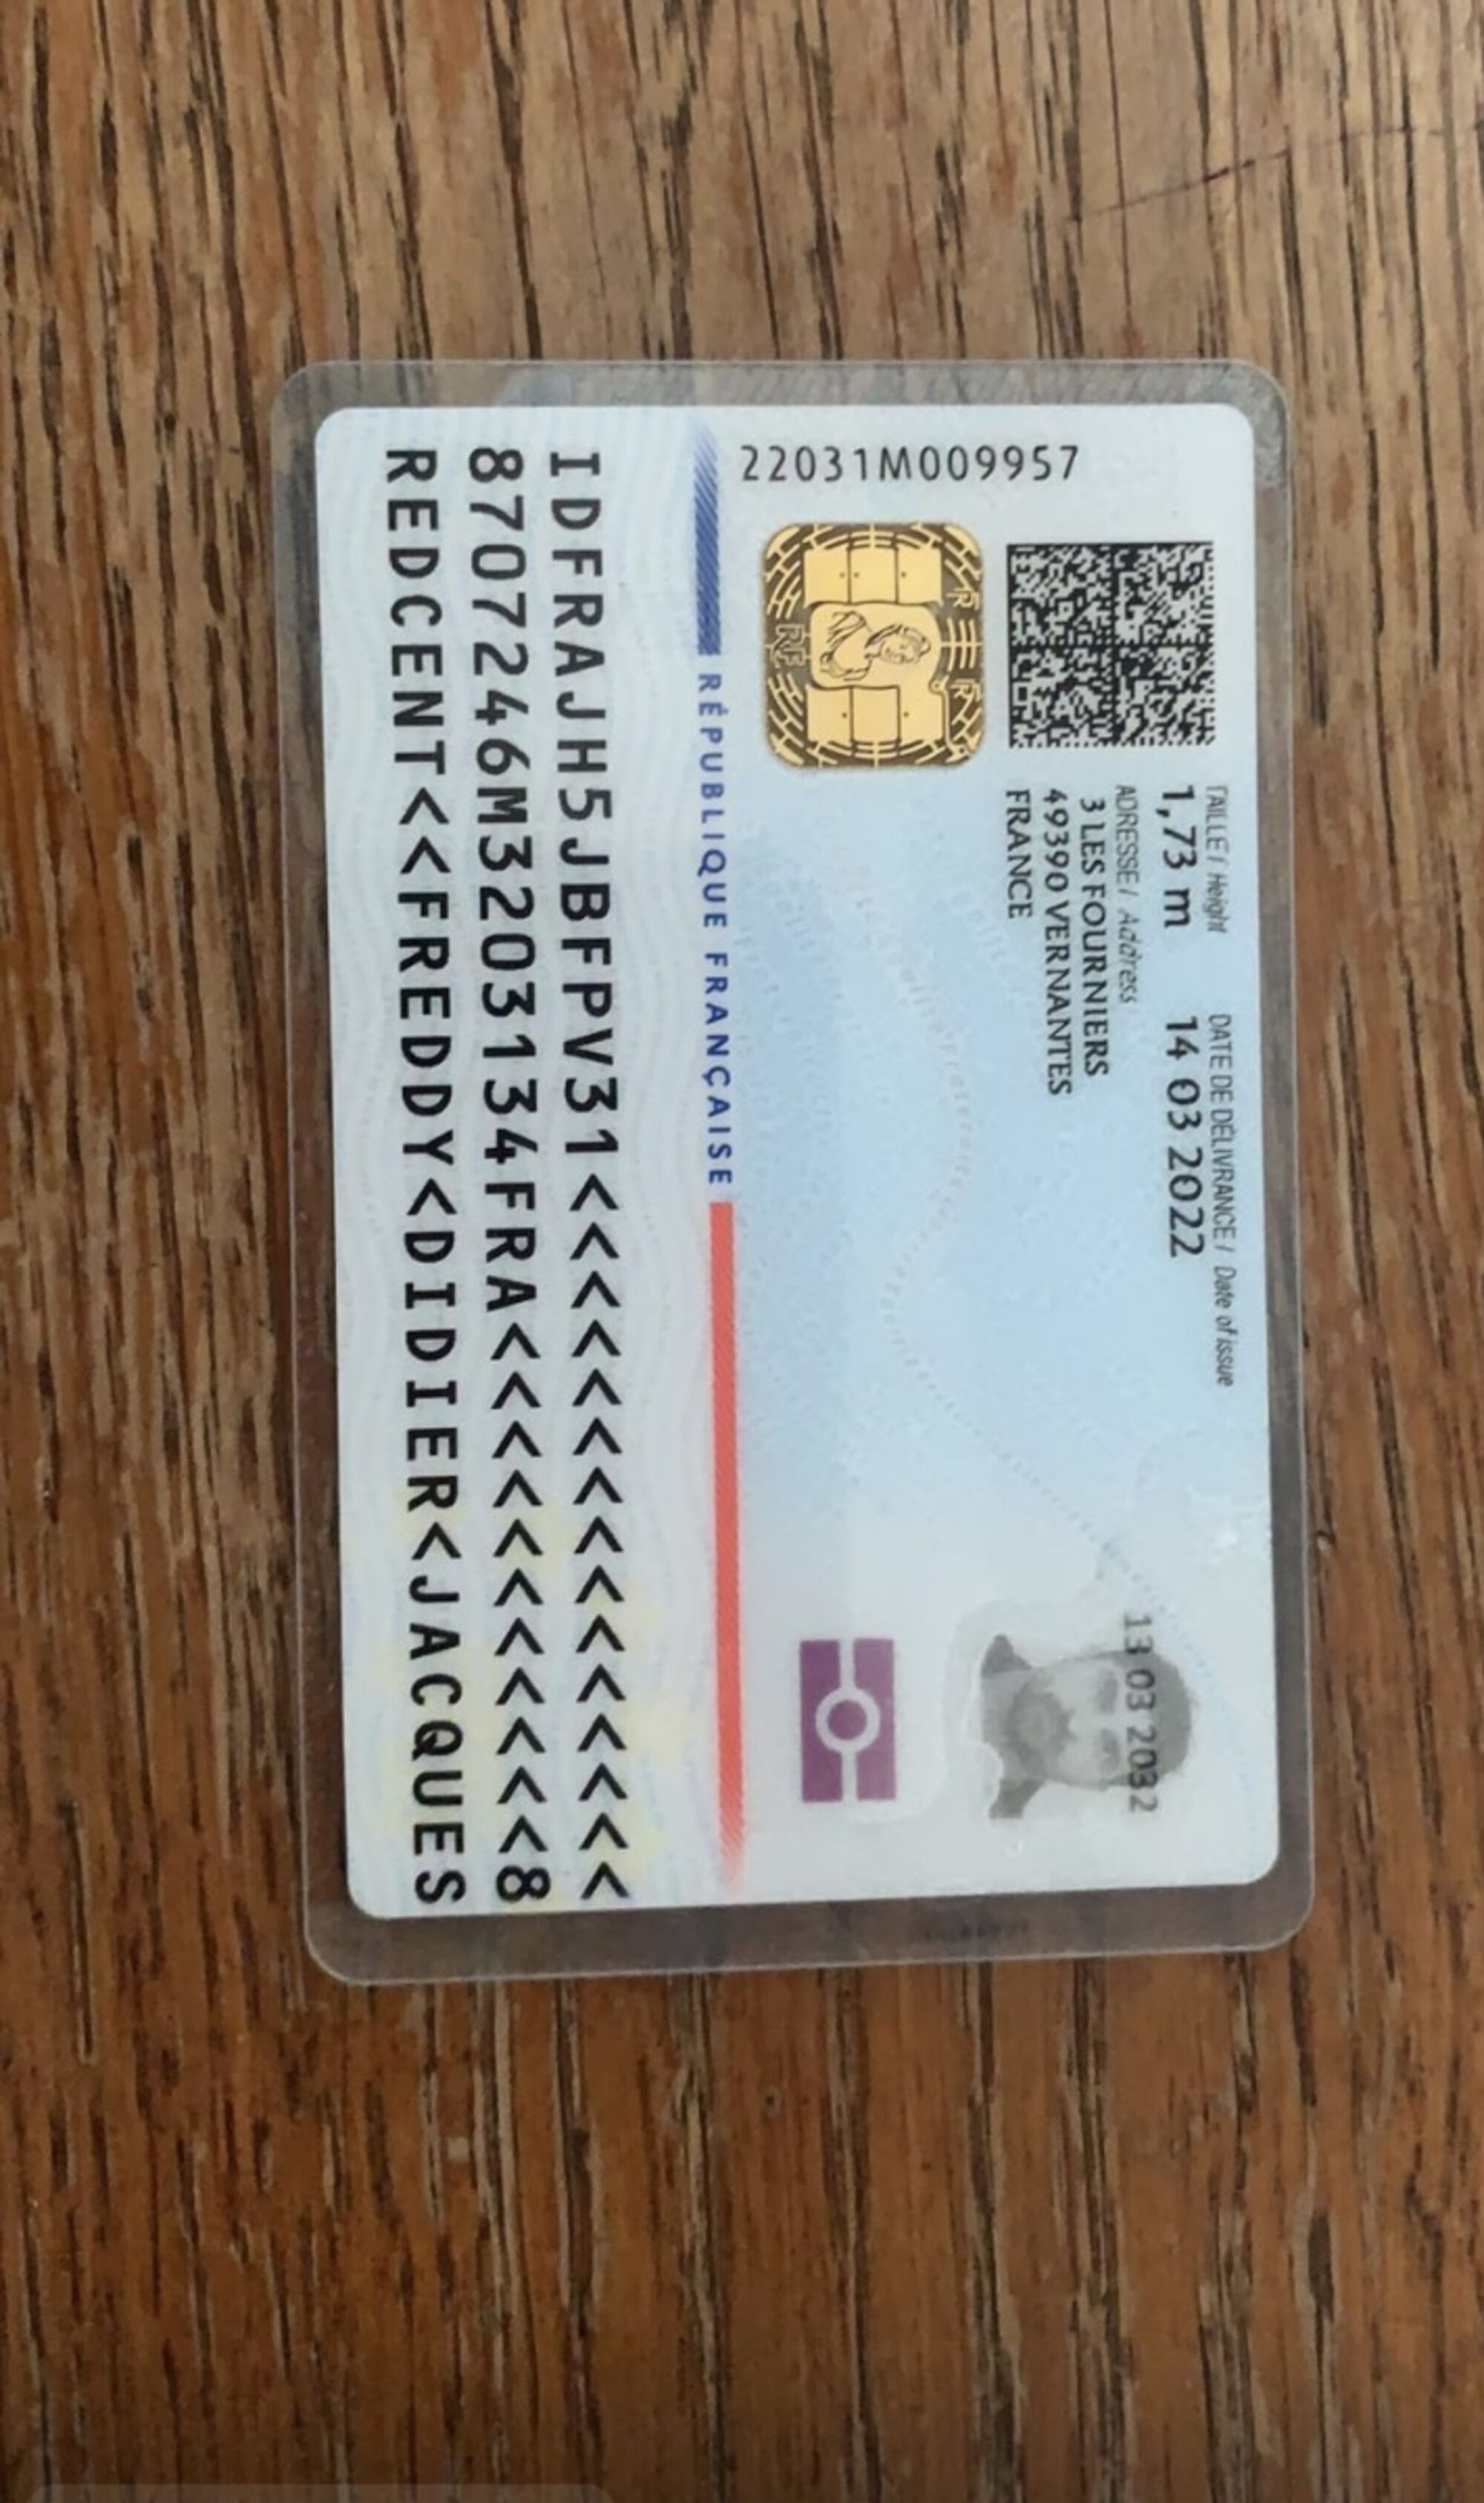 TAILLE / Height DATE DE DÉLIVRANCE / Date of issue
1,73 m 14 03 2022
ADRESSE / Address
3 LES FOURNIERS
49390 VERNANTES
FRANCE
13 03 2032
22031M009957
RÉPUBLIQUE FRANÇAISE
IDFRAJH5JBFPV31<<<<<<<<<<<<<<<
8707246M3203134FRA<<<<<<<<<<<8
REDCENT<<FREDDY<DIDIER<JACQUES